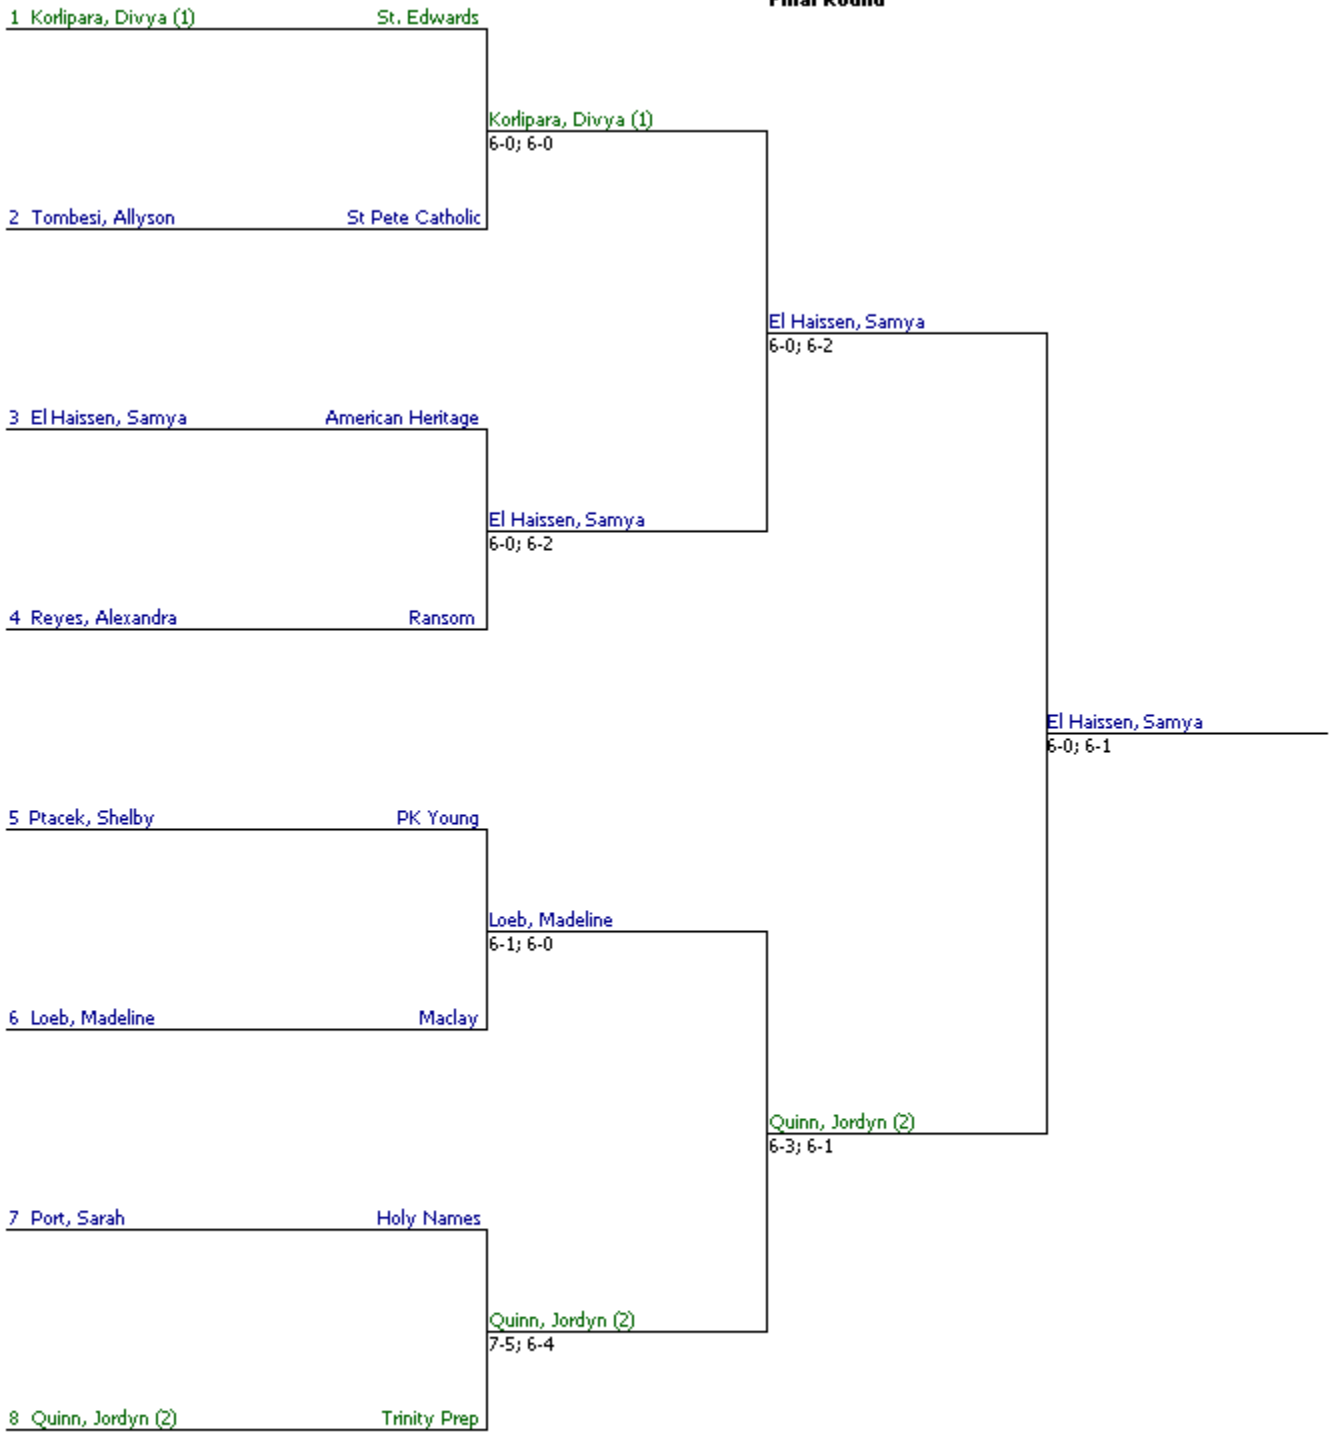 Final Round
1 Korlipara, Divya (1) St. Edwards
Korlipara, Divya (1)
6-0; 6-0
2 Tombesi, Allyson St Pete Catholic
El Haissen, Samya
6-0; 6-2
3 El Haissen, Samya American Heritage
El Haissen, Samya
6-0; 6-2
4 Reyes, Alexandra Ransom
El Haissen, Samya
6-0; 6-1
5 Ptacek, Shelby PK Young
Loeb, Madeline
6-1; 6-0
6 Loeb, Madeline Maclay
Quinn, Jordyn (2)
6-3; 6-1
7 Port, Sarah Holy Names
Quinn, Jordyn (2)
7-5; 6-4
8 Quinn, Jordyn (2) Trinity Prep